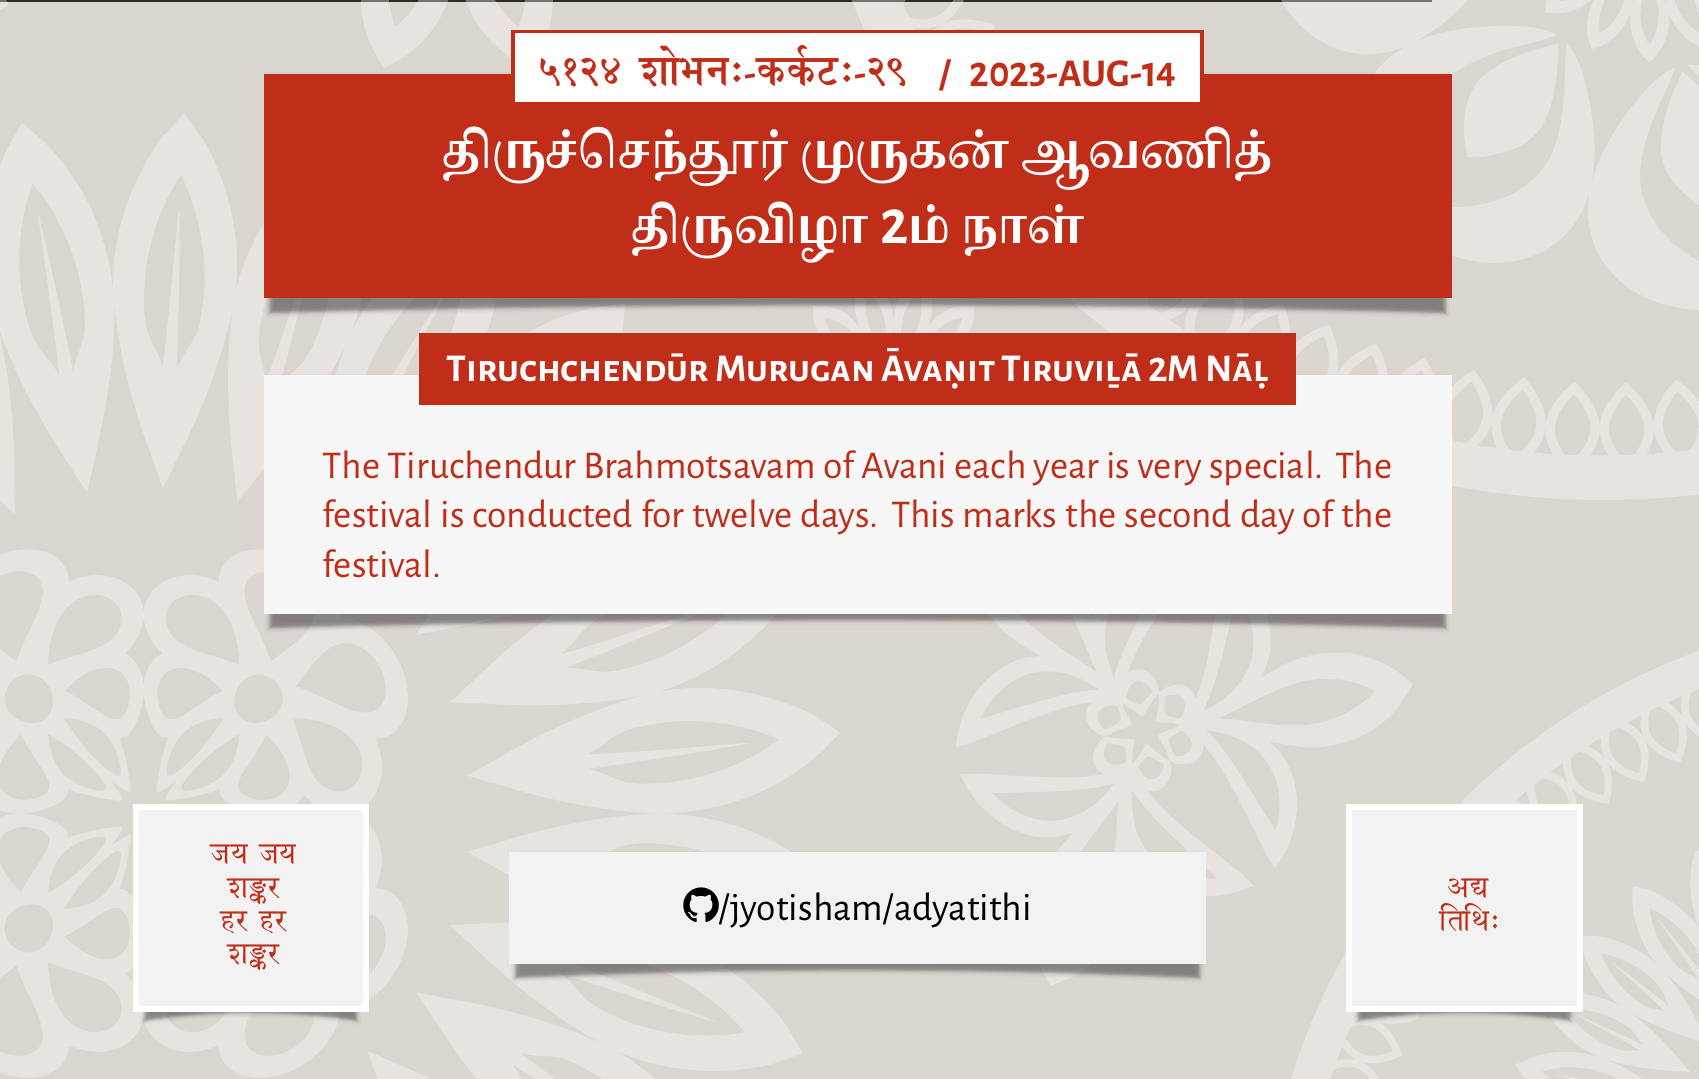 ५१२४ शोभनः-कर्कटः-२९ / 2023-AUG-14
திருச்செந்தூர் முருகன் ஆவணித்
திருவிழா 2ம் நாள்
Tiruchchendūr Murugan Āvaṇit Tiruviḻā 2M Nāḷ
The Tiruchendur Brahmotsavam of Avani each year is very special. The
festival is conducted for twelve days. This marks the second day of the
festival.
जय जय
शङ्कर
हर हर
शङ्कर
/jyotisham/adyatithi
अद्य
तिथिः